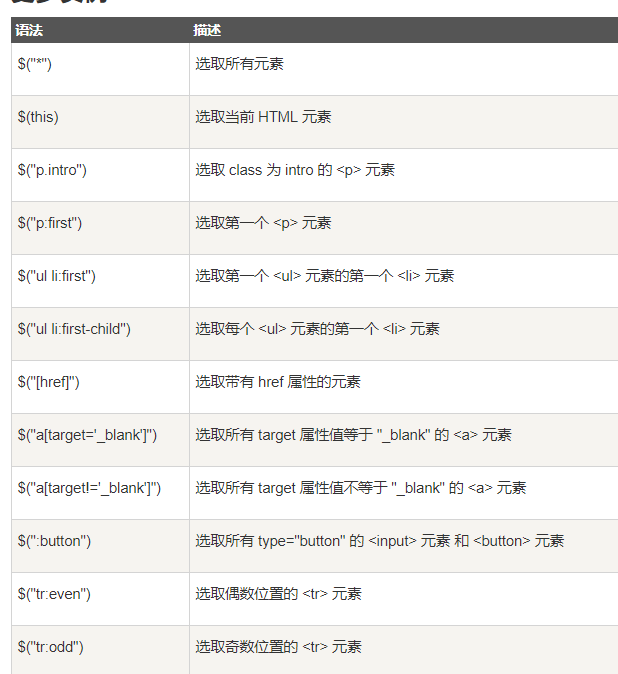 语法 描述
$("*") 选取所有元素
$(this) 选取当前 HTML 元素
$("p.intro") 选取 class 为 intro 的 <p> 元素
$("p:first") 选取第一个 <p> 元素
$("ul li:first") 选取第一个 <ul> 元素的第一个 <li> 元素
$("ul li:first-child") 选取每个 <ul> 元素的第一个 <li> 元素
$("[href]") 选取带有 href 属性的元素
$("a[target='_blank']") 选取所有 target 属性值等于 "_blank" 的 <a> 元素
$("a[target!='_blank']") 选取所有 target 属性值不等于 "_blank" 的 <a> 元素
$(":button") 选取所有 type="button" 的 <input> 元素 和 <button> 元素
$("tr:even") 选取偶数位置的 <tr> 元素
$("tr:odd") 选取奇数位置的 <tr> 元素